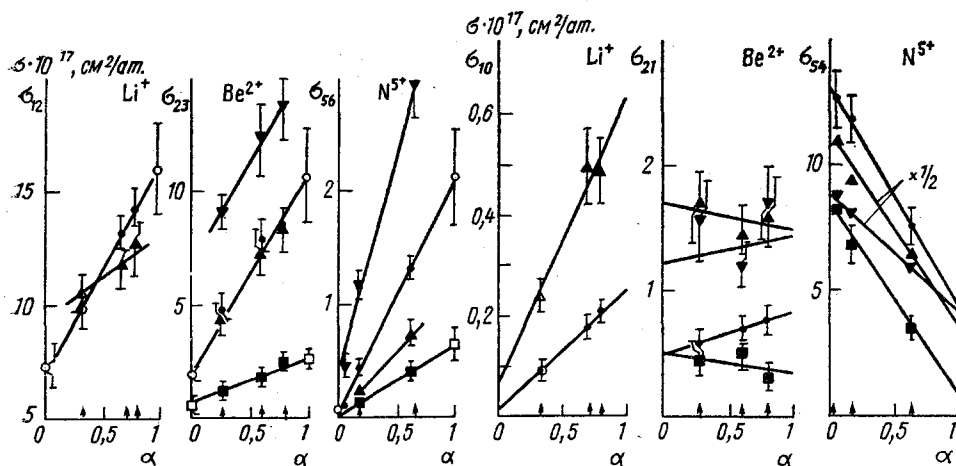 σ·10¹⁷, см²/ат.
σ·10¹⁷, см²/ат.
σ₁₂ Li⁺ σ₂₃ Be²⁺ σ₅₆ N⁵⁺ σ₁₀ Li⁺ σ₂₁ Be²⁺ σ₅₄ N⁵⁺
,15 10 2 0,6 2 10
0,4
×1/2
,10 5 1 0,2 1 5
,5
0 0,5 1 0 0,5 1 0 0,5 1 0 0,5 1 0 0,5 1 0 0,5 1
α α α α α α